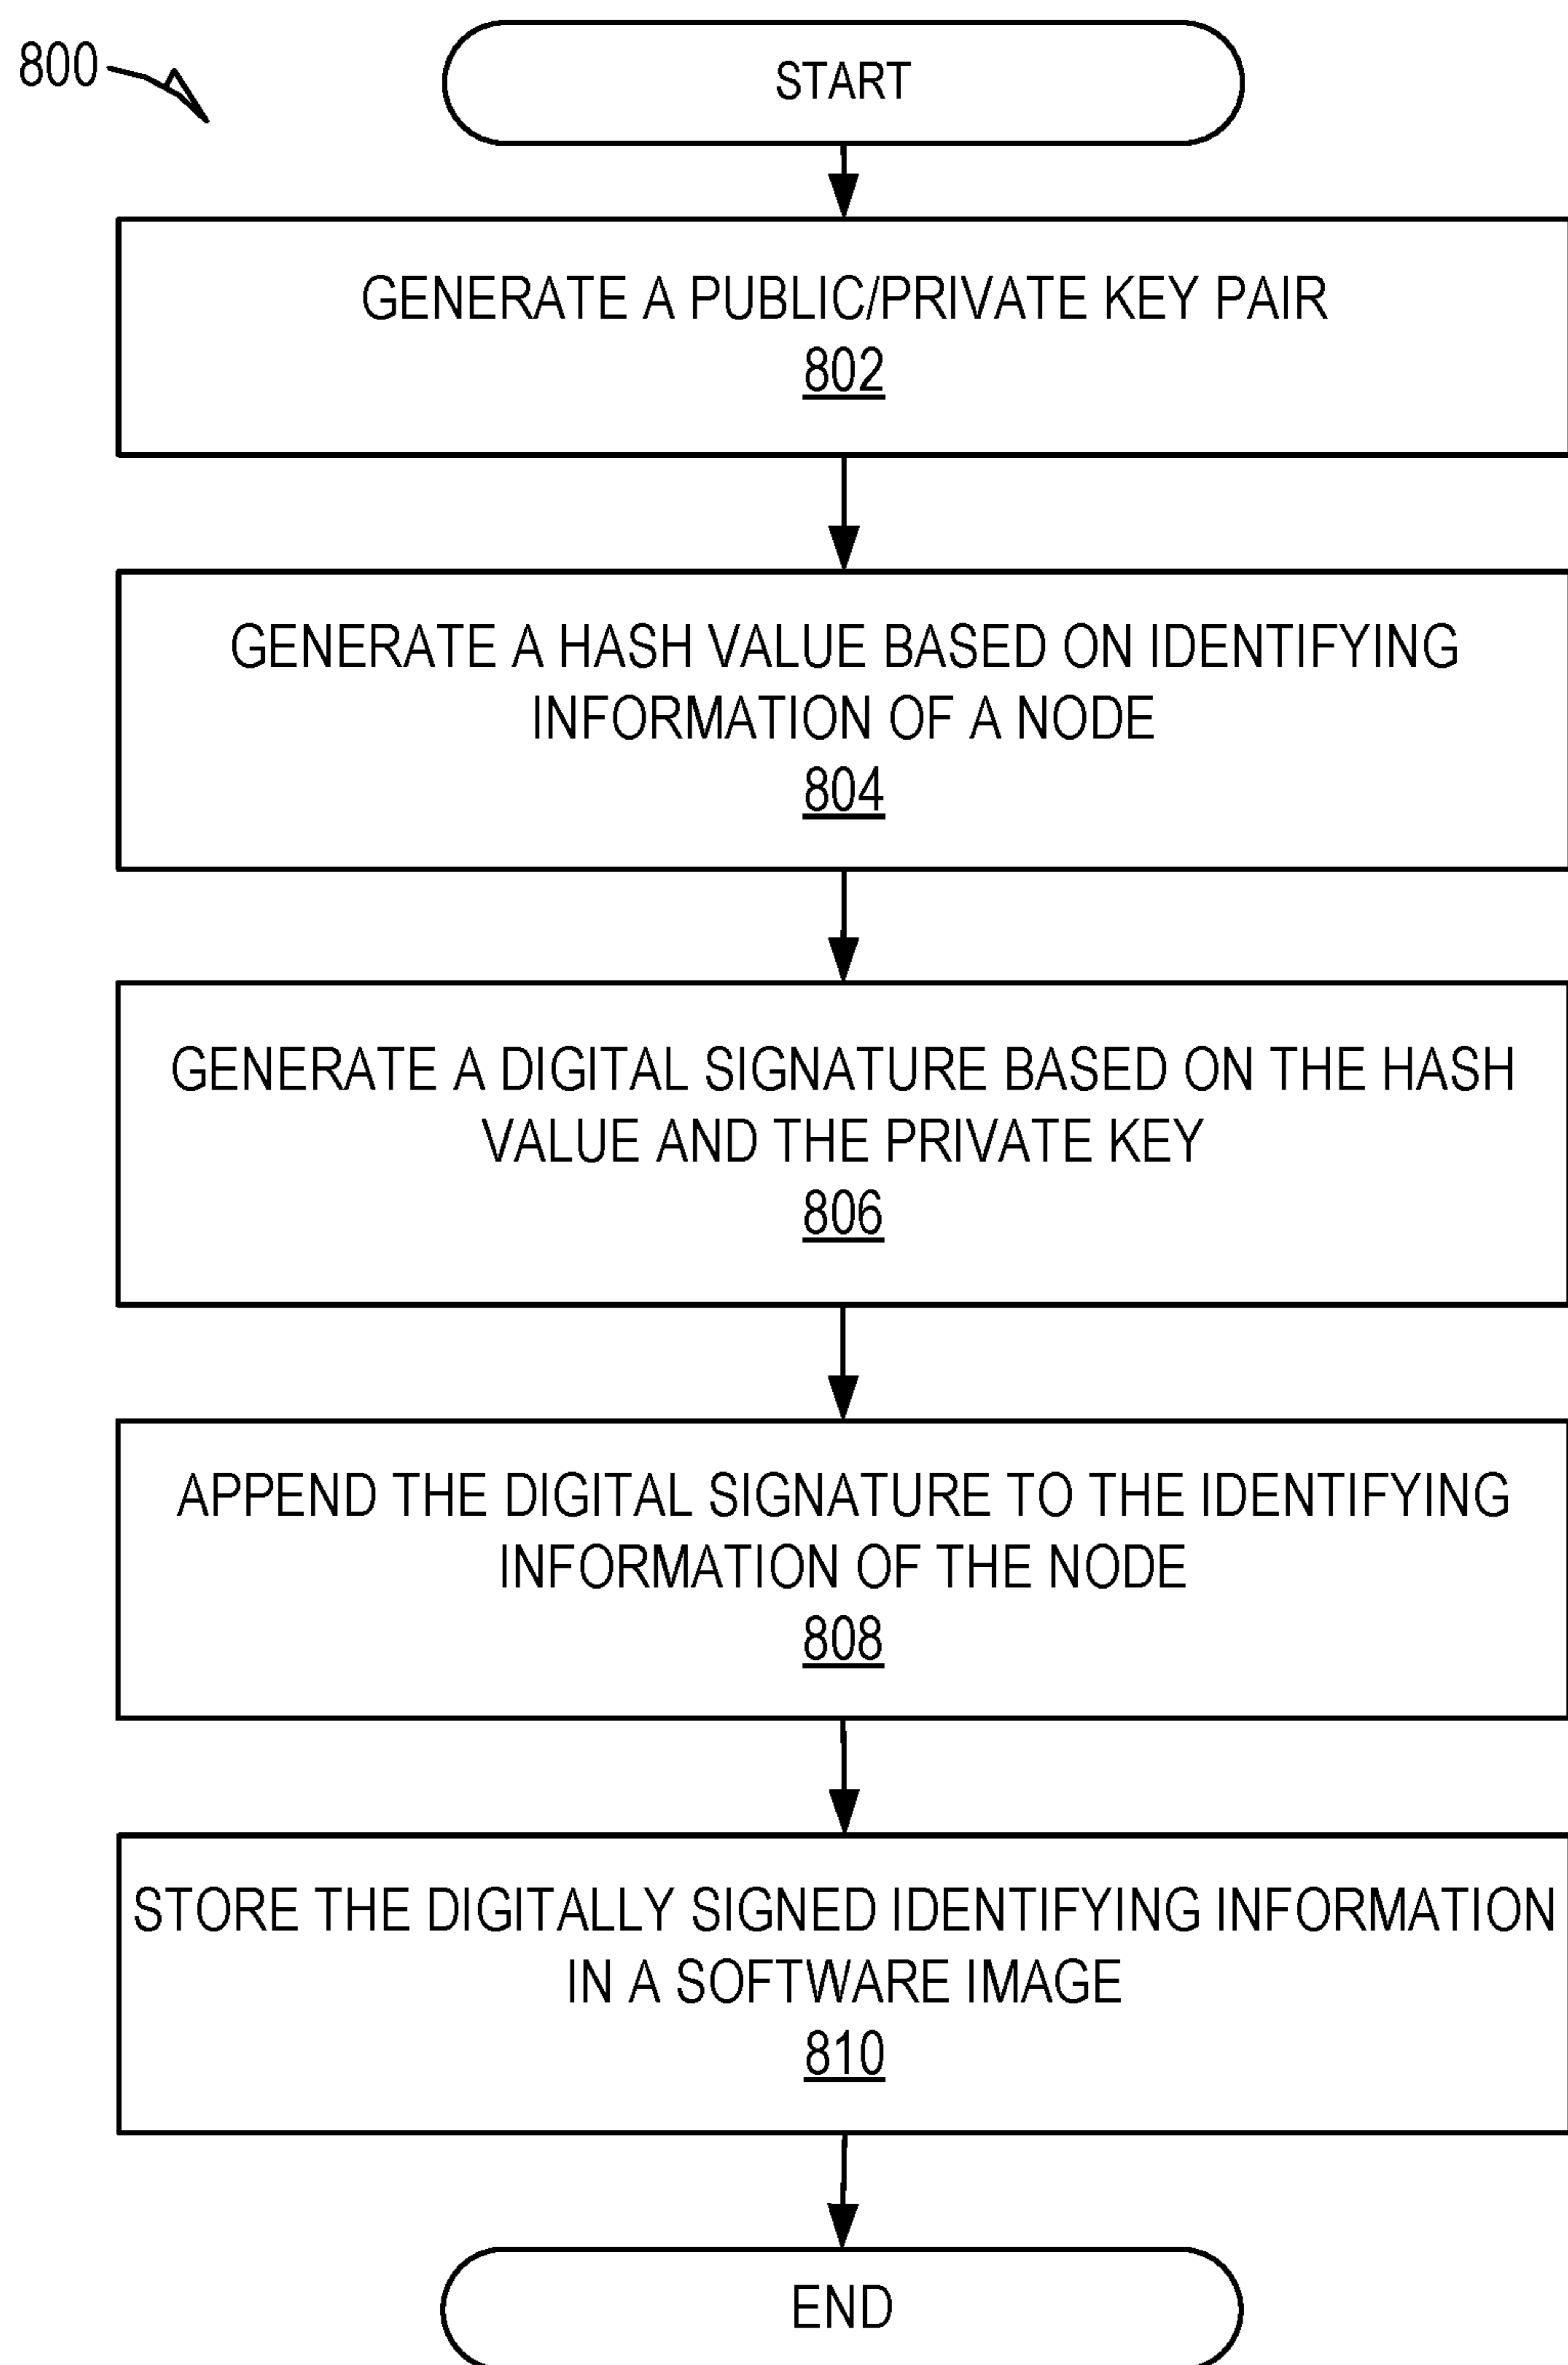 800
START
GENERATE A PUBLIC/PRIVATE KEY PAIR
802
GENERATE A HASH VALUE BASED ON IDENTIFYING
INFORMATION OF A NODE
804
GENERATE A DIGITAL SIGNATURE BASED ON THE HASH
VALUE AND THE PRIVATE KEY
806
APPEND THE DIGITAL SIGNATURE TO THE IDENTIFYING
INFORMATION OF THE NODE
808
STORE THE DIGITALLY SIGNED IDENTIFYING INFORMATION
IN A SOFTWARE IMAGE
810
END